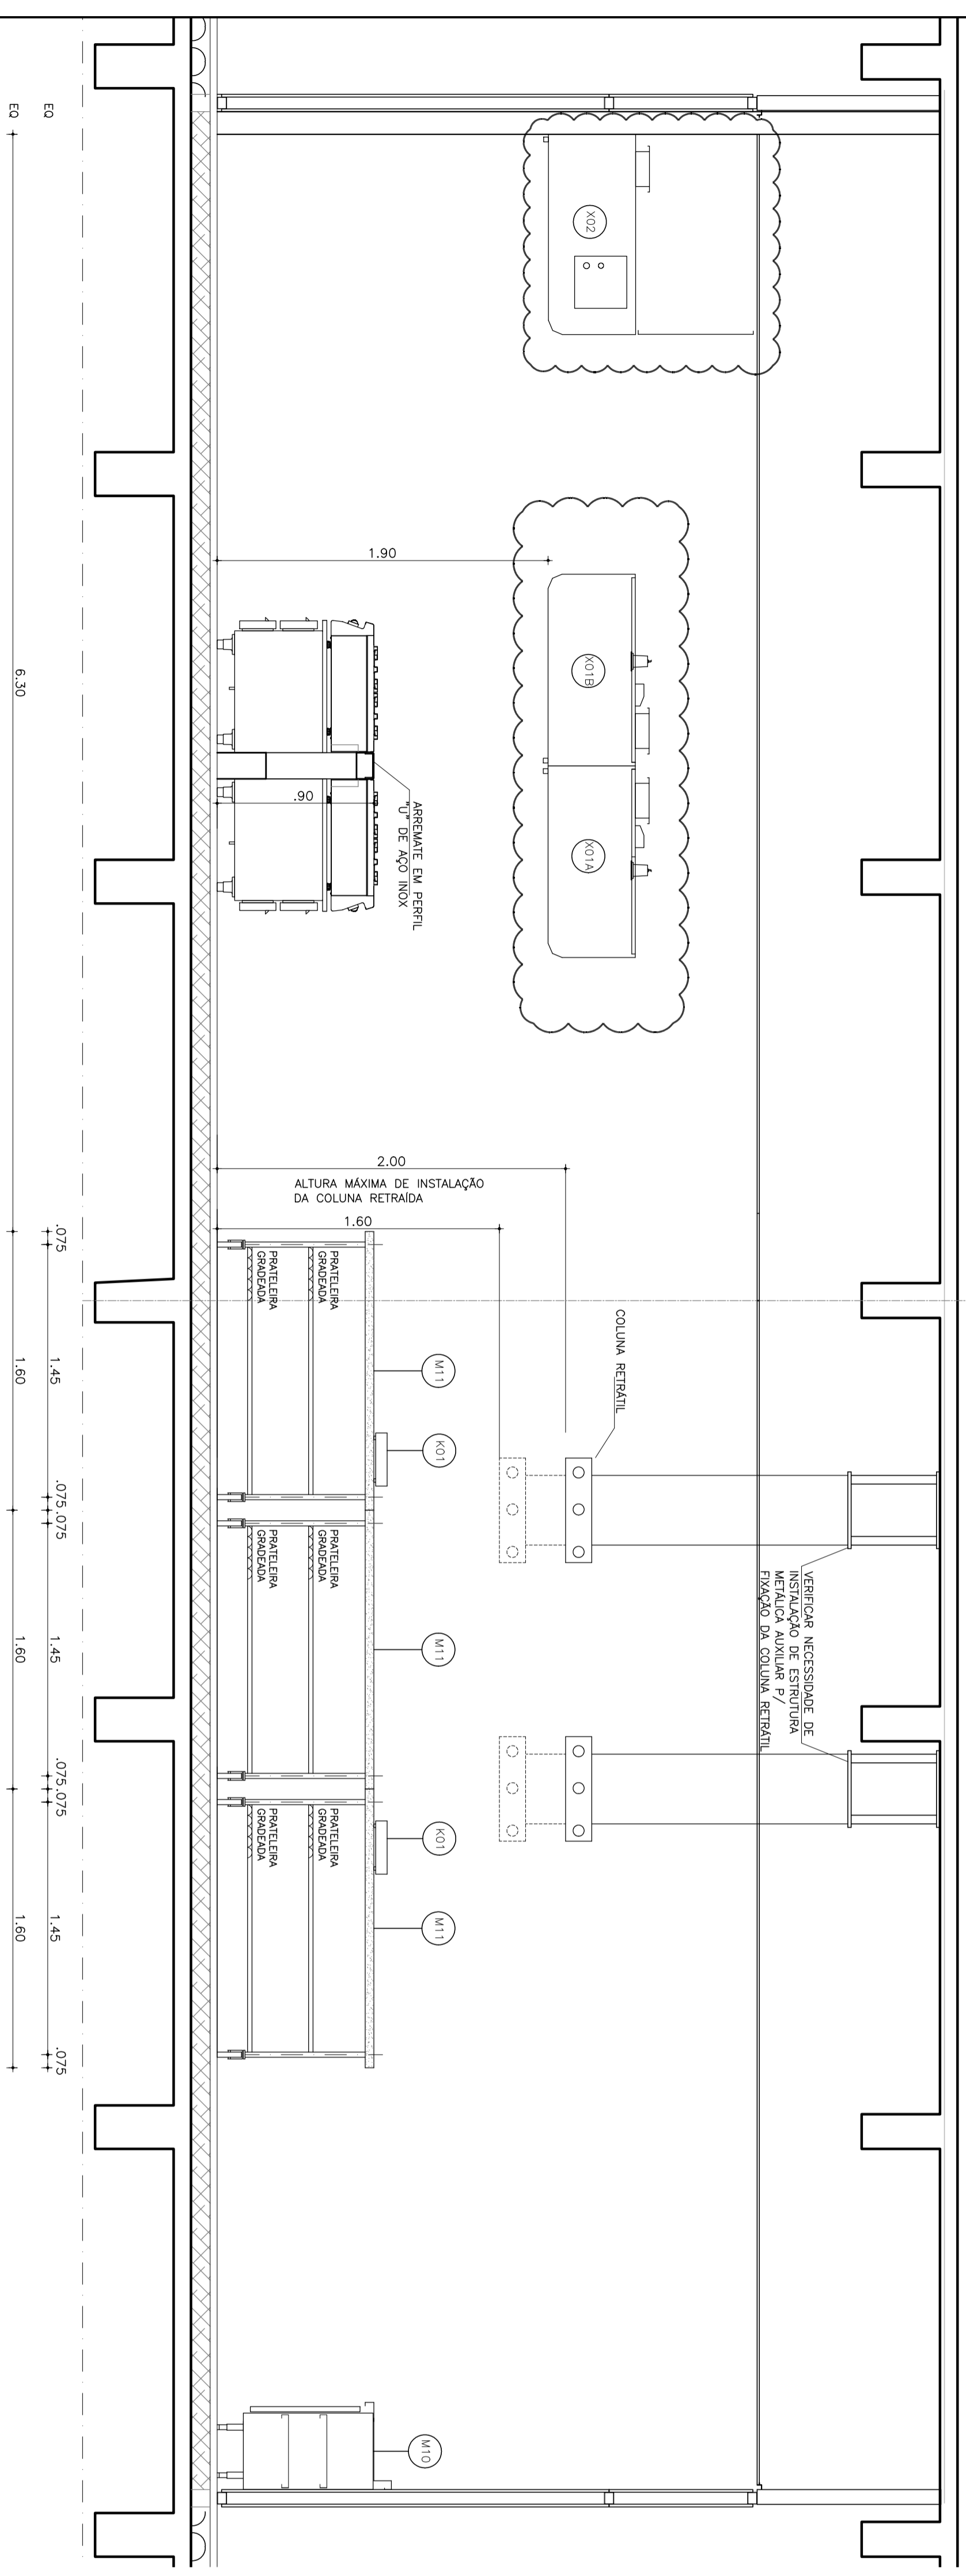 VERIFICAR NECESSIDADE DE
INSTALAÇÃO DE ESTRUTURA
METÁLICA AUXILIAR P/
FIXAÇÃO DA COLUNA RETRÁTIL
COLUNA RETRÁTIL
X02
X01B
X01A
1.90
2.00
ALTURA MÁXIMA DE INSTALAÇÃO
DA COLUNA RETRAÍDA
1.60
ARREMATE EM PERFIL
"U" DE AÇO INOX
.90
M11
K01
M11
K01
M11
M10
PRATELEIRA
GRADEADA
PRATELEIRA
GRADEADA
PRATELEIRA
GRADEADA
PRATELEIRA
GRADEADA
PRATELEIRA
GRADEADA
PRATELEIRA
GRADEADA
EQ
.075
1.45
.075
.075
1.45
.075
.075
1.45
.075
EQ
6.30
1.60
1.60
1.60